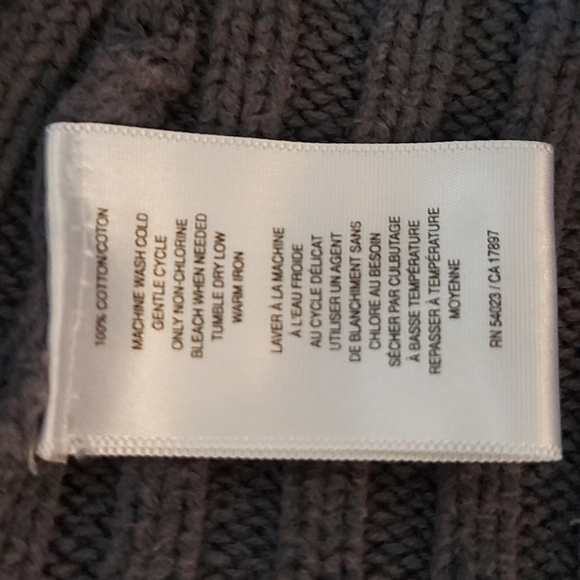 100% COTTON/COTON
MACHINE WASH COLD
GENTLE CYCLE
ONLY NON-CHLORINE
BLEACH WHEN NEEDED
TUMBLE DRY LOW
WARM IRON
LAVER À LA MACHINE
À L'EAU FROIDE
AU CYCLE DÉLICAT
UTILISER UN AGENT
DE BLANCHIMENT SANS
CHLORE AU BESOIN
SÉCHER PAR CULBUTAGE
À BASSE TEMPÉRATURE
REPASSER À TEMPÉRATURE
MOYENNE
RN 54023 / CA 17897